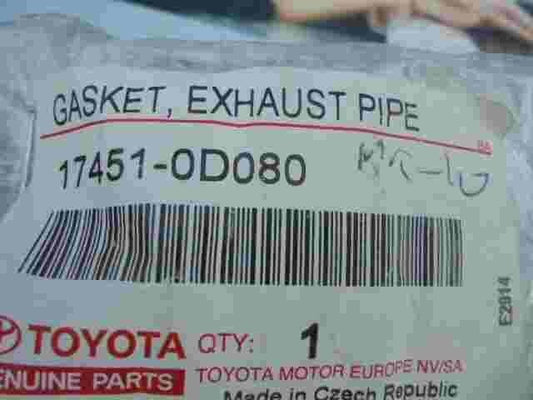 GASKET, EXHAUST PIPE
17451-0D080
E2014
TOYOTA QTY: 1
GENUINE PARTS TOYOTA MOTOR EUROPE NV/SA
Made in Czech Republic